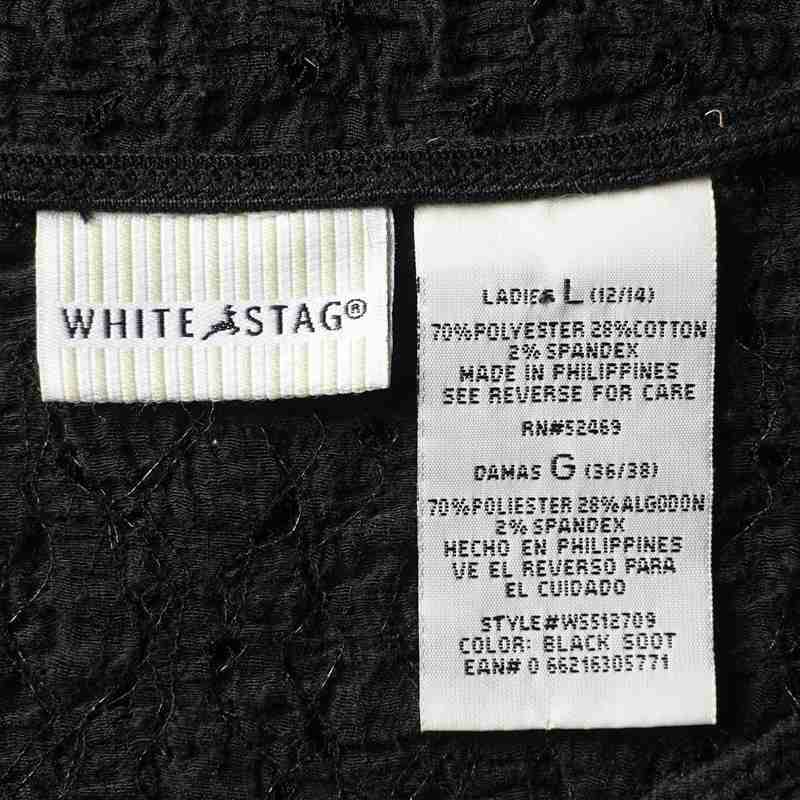 WHITE STAG®
LADIES L (12/14)
70%POLYESTER 28%COTTON
2% SPANDEX
MADE IN PHILIPPINES
SEE REVERSE FOR CARE
RN#52469
DAMAS G (36/38)
70%POLIESTER 28%ALGODON
2% SPANDEX
HECHO EN PHILIPPINES
VE EL REVERSO PARA
EL CUIDADO
STYLE#WS512709
COLOR: BLACK SOOT
EAN# 0 66216305771